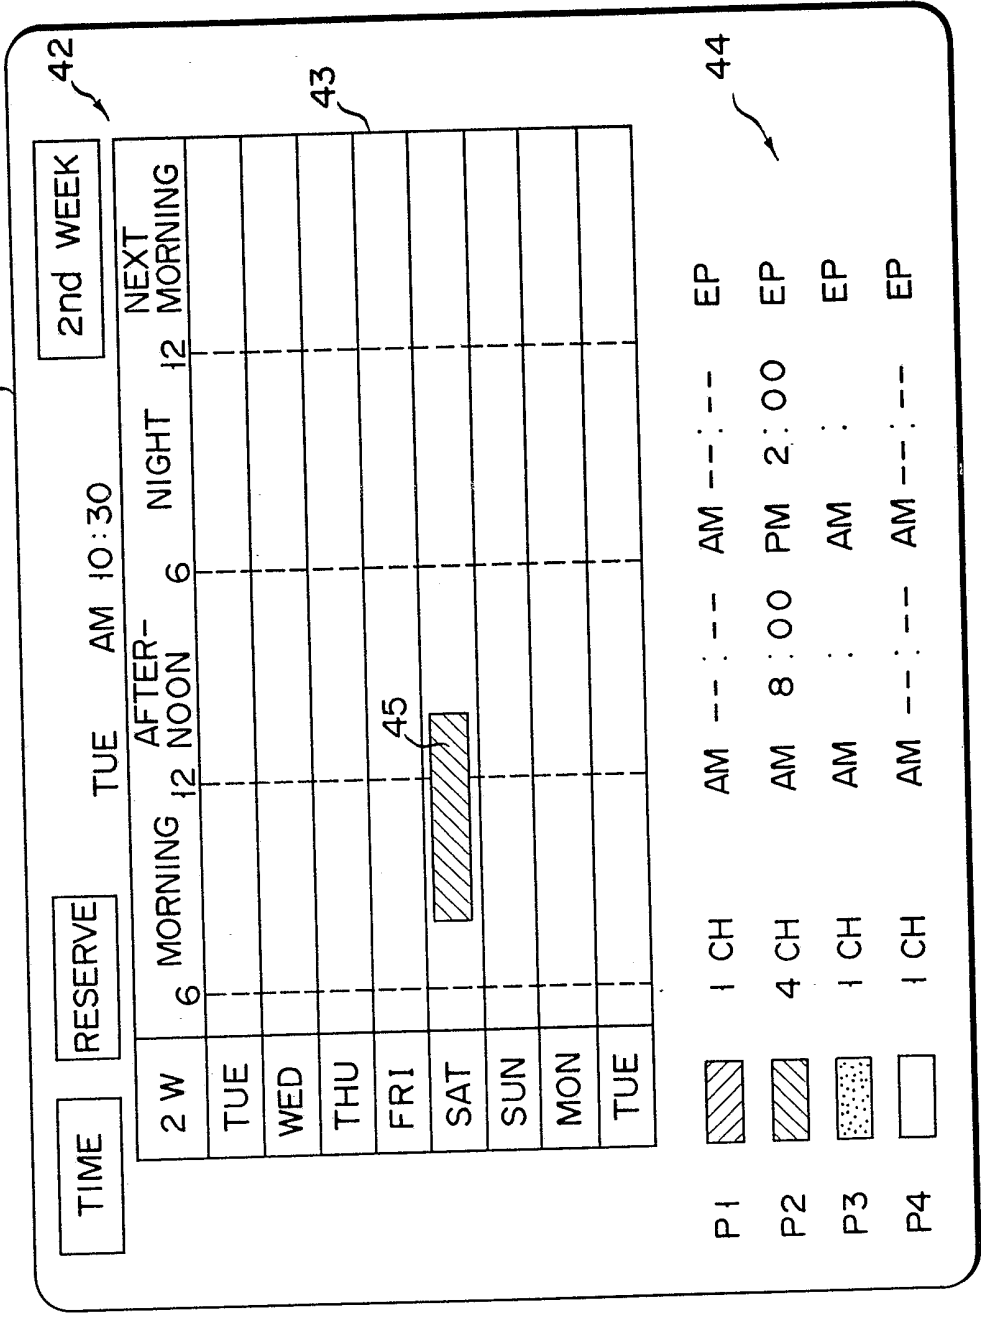 TIME RESERVE 2nd WEEK 42
TUE AM 10:30
2 W MORNING AFTER-NOON NIGHT NEXT MORNING 43
6 12 6 12
TUE
WED
THU
FRI 45
SAT
SUN
MON
TUE
44
P1 1 CH AM --:-- AM --:-- EP
P2 4 CH AM 8:00 PM 2:00 EP
P3 1 CH AM : AM : EP
P4 1 CH AM --:-- AM --:-- EP